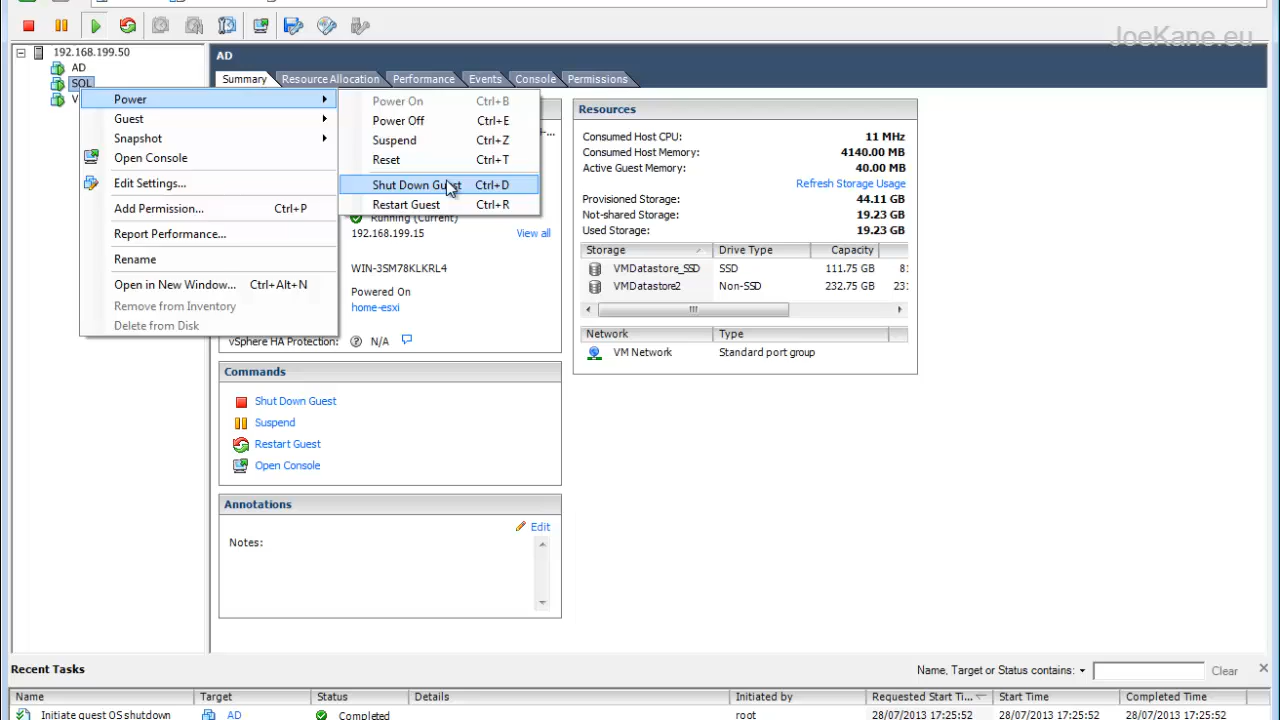 JoeKane.eu
192.168.199.50
AD
SQL
V
AD
Summary
Resource Allocation
Performance
Events
Console
Permissions
Power
Guest
Snapshot
Open Console
Edit Settings...
Add Permission... Ctrl+P
Report Performance...
Rename
Open in New Window... Ctrl+Alt+N
Remove from Inventory
Delete from Disk
Power On Ctrl+B
Power Off Ctrl+E
Suspend Ctrl+Z
Reset Ctrl+T
Shut Down Guest Ctrl+D
Restart Guest Ctrl+R
Running (Current)
192.168.199.15 View all
WIN-3SM78KLKRL4
Powered On
home-esxi
vSphere HA Protection: N/A
Resources
Consumed Host CPU: 11 MHz
Consumed Host Memory: 4140.00 MB
Active Guest Memory: 40.00 MB
Refresh Storage Usage
Provisioned Storage: 44.11 GB
Not-shared Storage: 19.23 GB
Used Storage: 19.23 GB
Storage Drive Type Capacity
VMDatastore_SSD SSD 111.75 GB 8:
VMDatastore2 Non-SSD 232.75 GB 23:
Network Type
VM Network Standard port group
Commands
Shut Down Guest
Suspend
Restart Guest
Open Console
Annotations
Edit
Notes:
Recent Tasks
Name, Target or Status contains: Clear
Name Target Status Details Initiated by Requested Start Ti... Start Time Completed Time
Initiate guest OS shutdown AD Completed root 28/07/2013 17:25:52 28/07/2013 17:25:52 28/07/2013 17:25:52